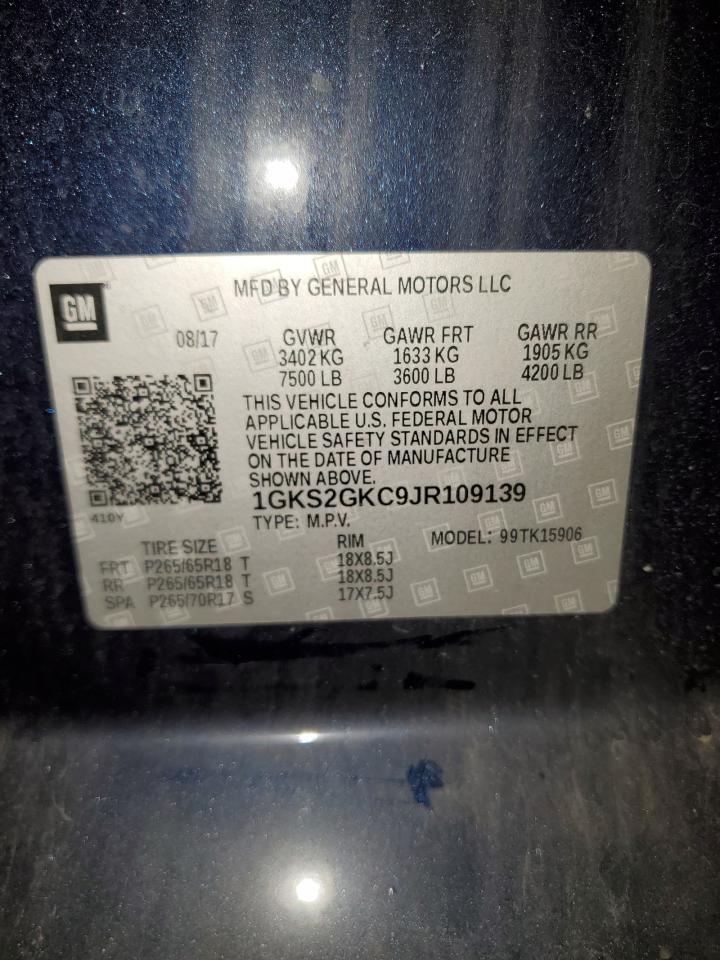 GM
MFD BY GENERAL MOTORS LLC
08/17 GVWR GAWR FRT GAWR RR
3402 KG 1633 KG 1905 KG
7500 LB 3600 LB 4200 LB
THIS VEHICLE CONFORMS TO ALL
APPLICABLE U.S. FEDERAL MOTOR
VEHICLE SAFETY STANDARDS IN EFFECT
ON THE DATE OF MANUFACTURE
SHOWN ABOVE.
410Y 1GKS2GKC9JR109139
TYPE: M.P.V. MODEL: 99TK15906
TIRE SIZE RIM
FRT P265/65R18 T 18X8.5J
RR P265/65R18 T 18X8.5J
SPA P265/70R17 S 17X7.5J